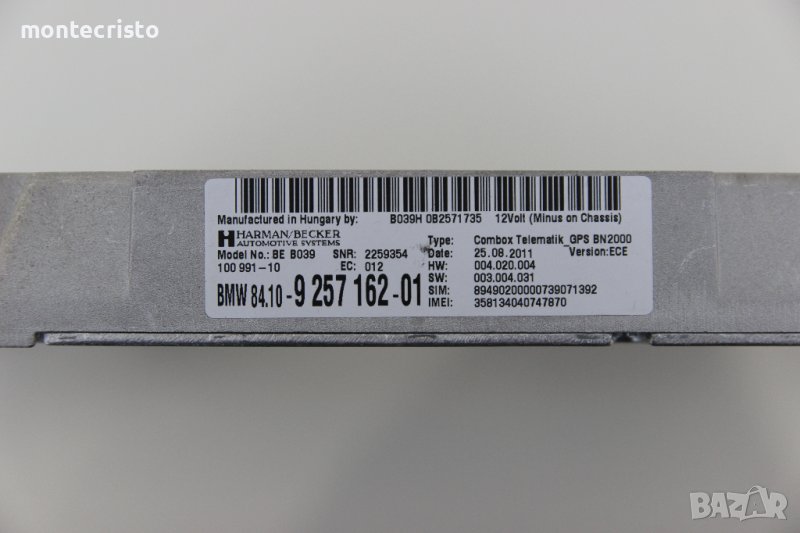 montecristo
Manufactured in Hungary by: B039H 0B2571735 12Volt (Minus on Chassis)
HARMAN/BECKER Type: Combox Telematik_GPS BN2000
AUTOMOTIVE SYSTEMS
Model No.: BE B039 SNR: 2259354 Date: 25.08.2011 Version:ECE
100 991-10 EC: 012 HW: 004.020.004
SW: 003.004.031
BMW 84.10-9 257 162-01 SIM: 89490200000739071392
IMEI: 358134040747870
BAZAR